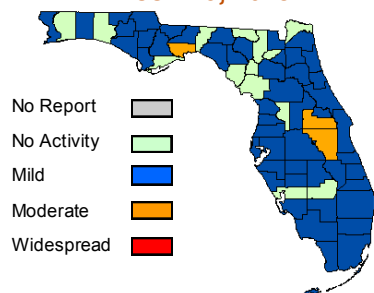 No Report
No Activity
Mild
Moderate
Widespread